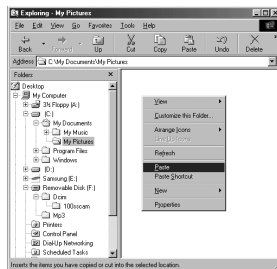 Exploring - My Pictures
File Edit View Go Favorites Tools Help
Back Forward Up Cut Copy Paste Undo Delete
Address C:\My Documents\My Pictures
Folders
Desktop
My Computer
3½ Floppy (A:)
(C:)
My Documents
My Music
My Pictures
Program Files
Windows
(D:)
Samsung (E:)
Removable Disk (F:)
Dcim
100sscam
Mp3
Printers
Control Panel
Dial-Up Networking
Scheduled Tasks
View
Customize this Folder...
Arrange Icons
Line Up Icons
Refresh
Paste
Paste Shortcut
New
Properties
Inserts the items you have copied or cut into the selected location.